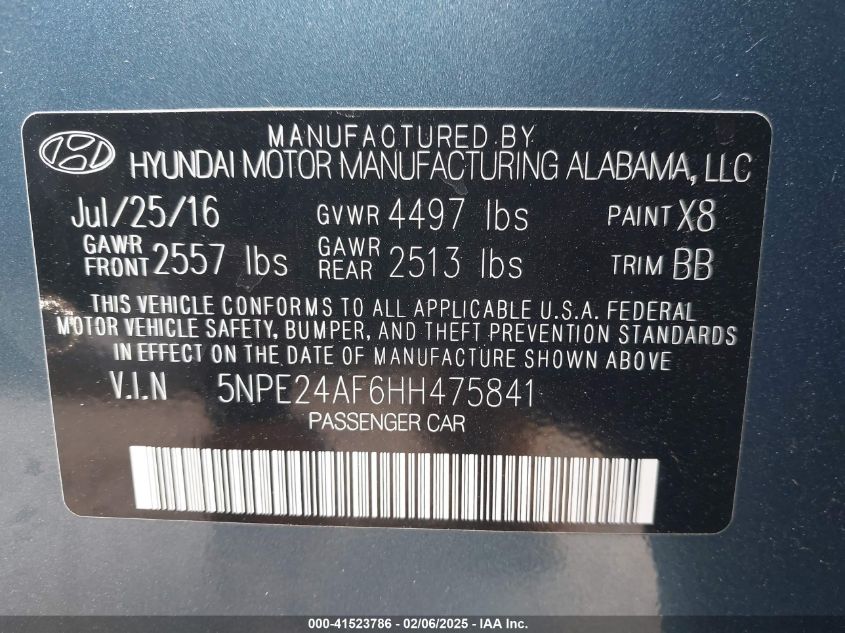 MANUFACTURED BY
HYUNDAI MOTOR MANUFACTURING ALABAMA, LLC
Jul/25/16 GVWR 4497 lbs PAINT X8
GAWR FRONT 2557 lbs GAWR REAR 2513 lbs TRIM BB
THIS VEHICLE CONFORMS TO ALL APPLICABLE U.S.A. FEDERAL
MOTOR VEHICLE SAFETY, BUMPER, AND THEFT PREVENTION STANDARDS
IN EFFECT ON THE DATE OF MANUFACTURE SHOWN ABOVE
V.I.N 5NPE24AF6HH475841
PASSENGER CAR
000-41523786 - 02/06/2025 - IAA Inc.